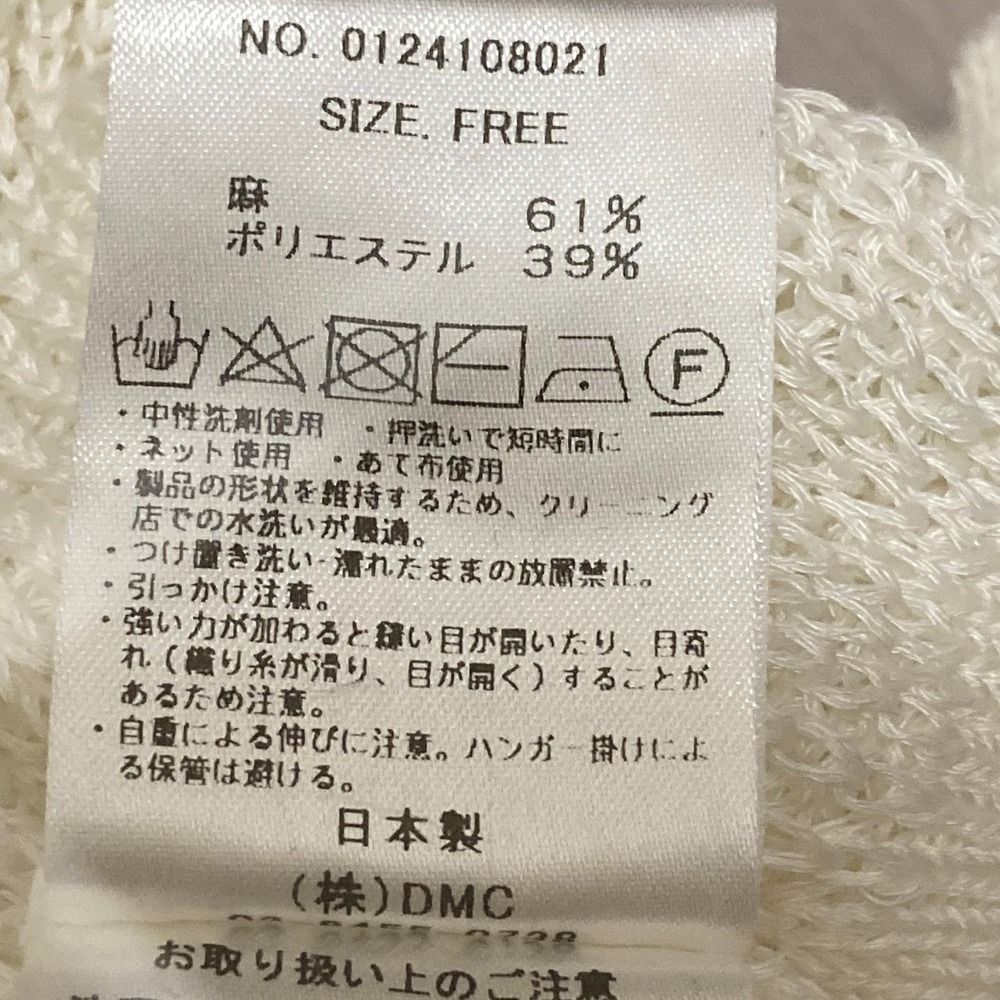 NO. 0124108021
SIZE. FREE
麻 61%
ポリエステル 39%
F
・中性洗剤使用 ・押洗いで短時間に
・ネット使用 ・あて布使用
・製品の形状を維持するため、クリーニング
店での水洗いが最適。
・つけ置き洗い・濡れたままの放置禁止。
・引っかけ注意。
・強い力が加わると縫い目が開いたり、目寄
れ(織り糸が滑り、目が開く)することが
あるため注意。
・自重による伸びに注意。ハンガー掛けによ
る保管は避ける。
日本製
(株)DMC
お取り扱い上のご注意